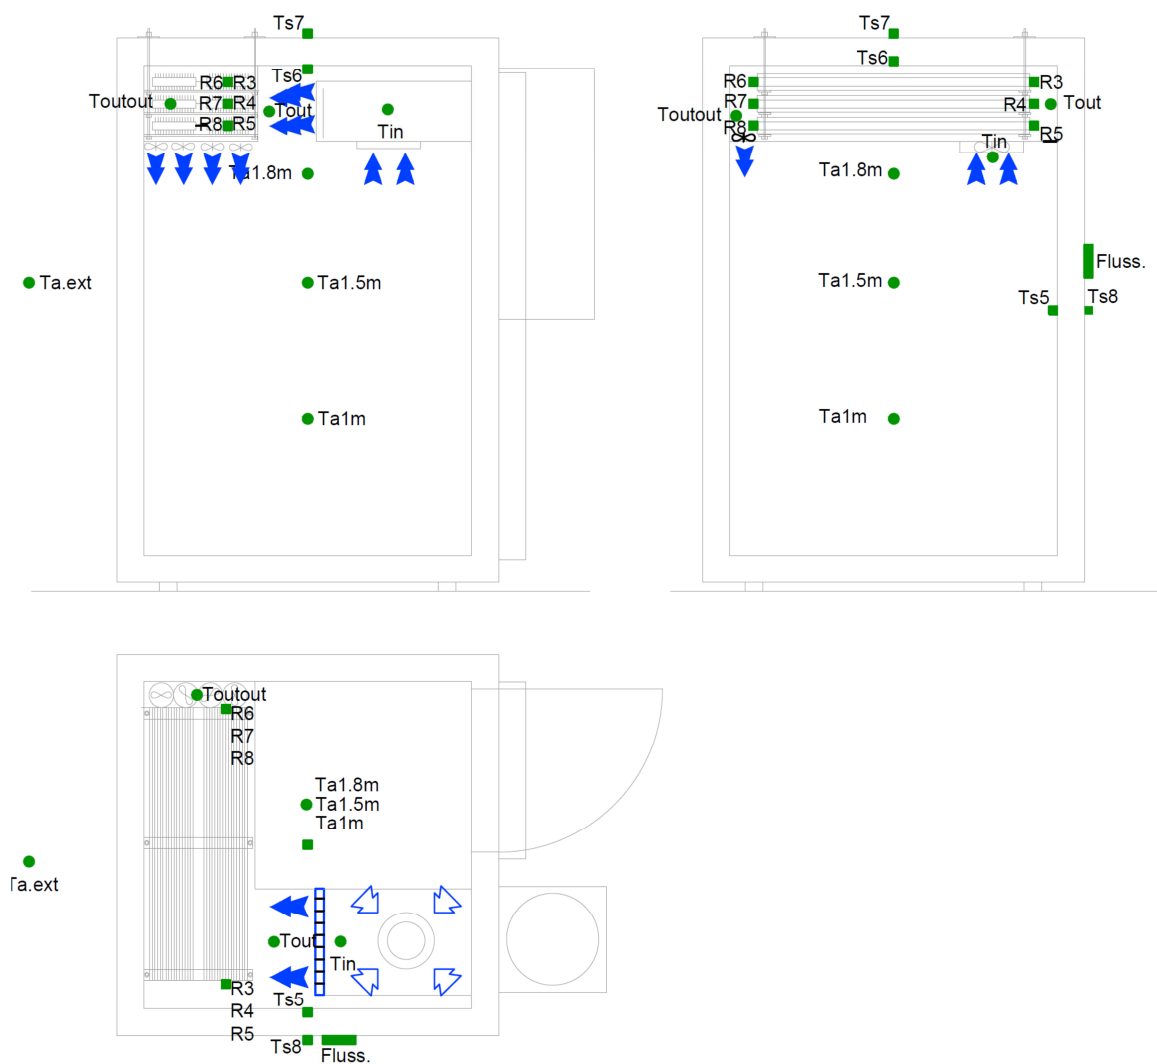 Ts7
Ts6
R6 R3
Toutout R7 R4 Tout
R8 R5
Tin
Ta1.8m
Ta.ext
Ta1.5m
Ta1m
Ts7
Ts6
R6 R3
R7 R4 Tout
Toutout
R8 R5
Tin
Ta1.8m
Fluss.
Ta1.5m
Ts5 Ts8
Ta1m
Toutout
R6
R7
R8
Ta1.8m
Ta1.5m
Ta1m
Ta.ext
Tout
Tin
R3
Ts5
R4
R5
Ts8
Fluss.